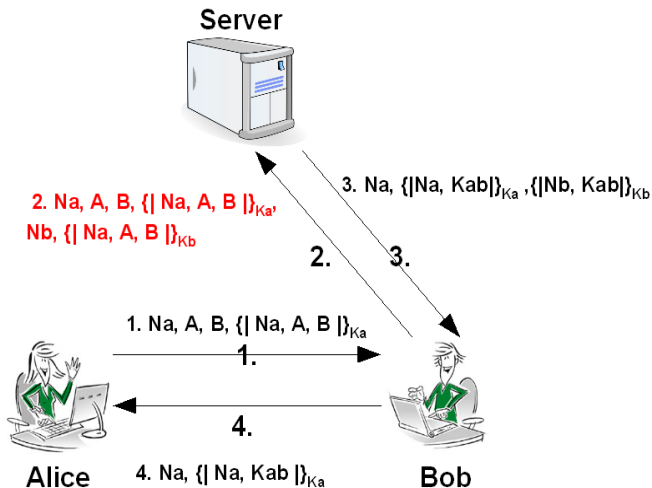 Server
3. Na, {|Na, Kab|}Ka ,{|Nb, Kab|}Kb
2. Na, A, B, {| Na, A, B |}Ka,
Nb, {| Na, A, B |}Kb
2.
3.
1. Na, A, B, {| Na, A, B |}Ka
1.
4.
Alice
4. Na, {| Na, Kab |}Ka
Bob